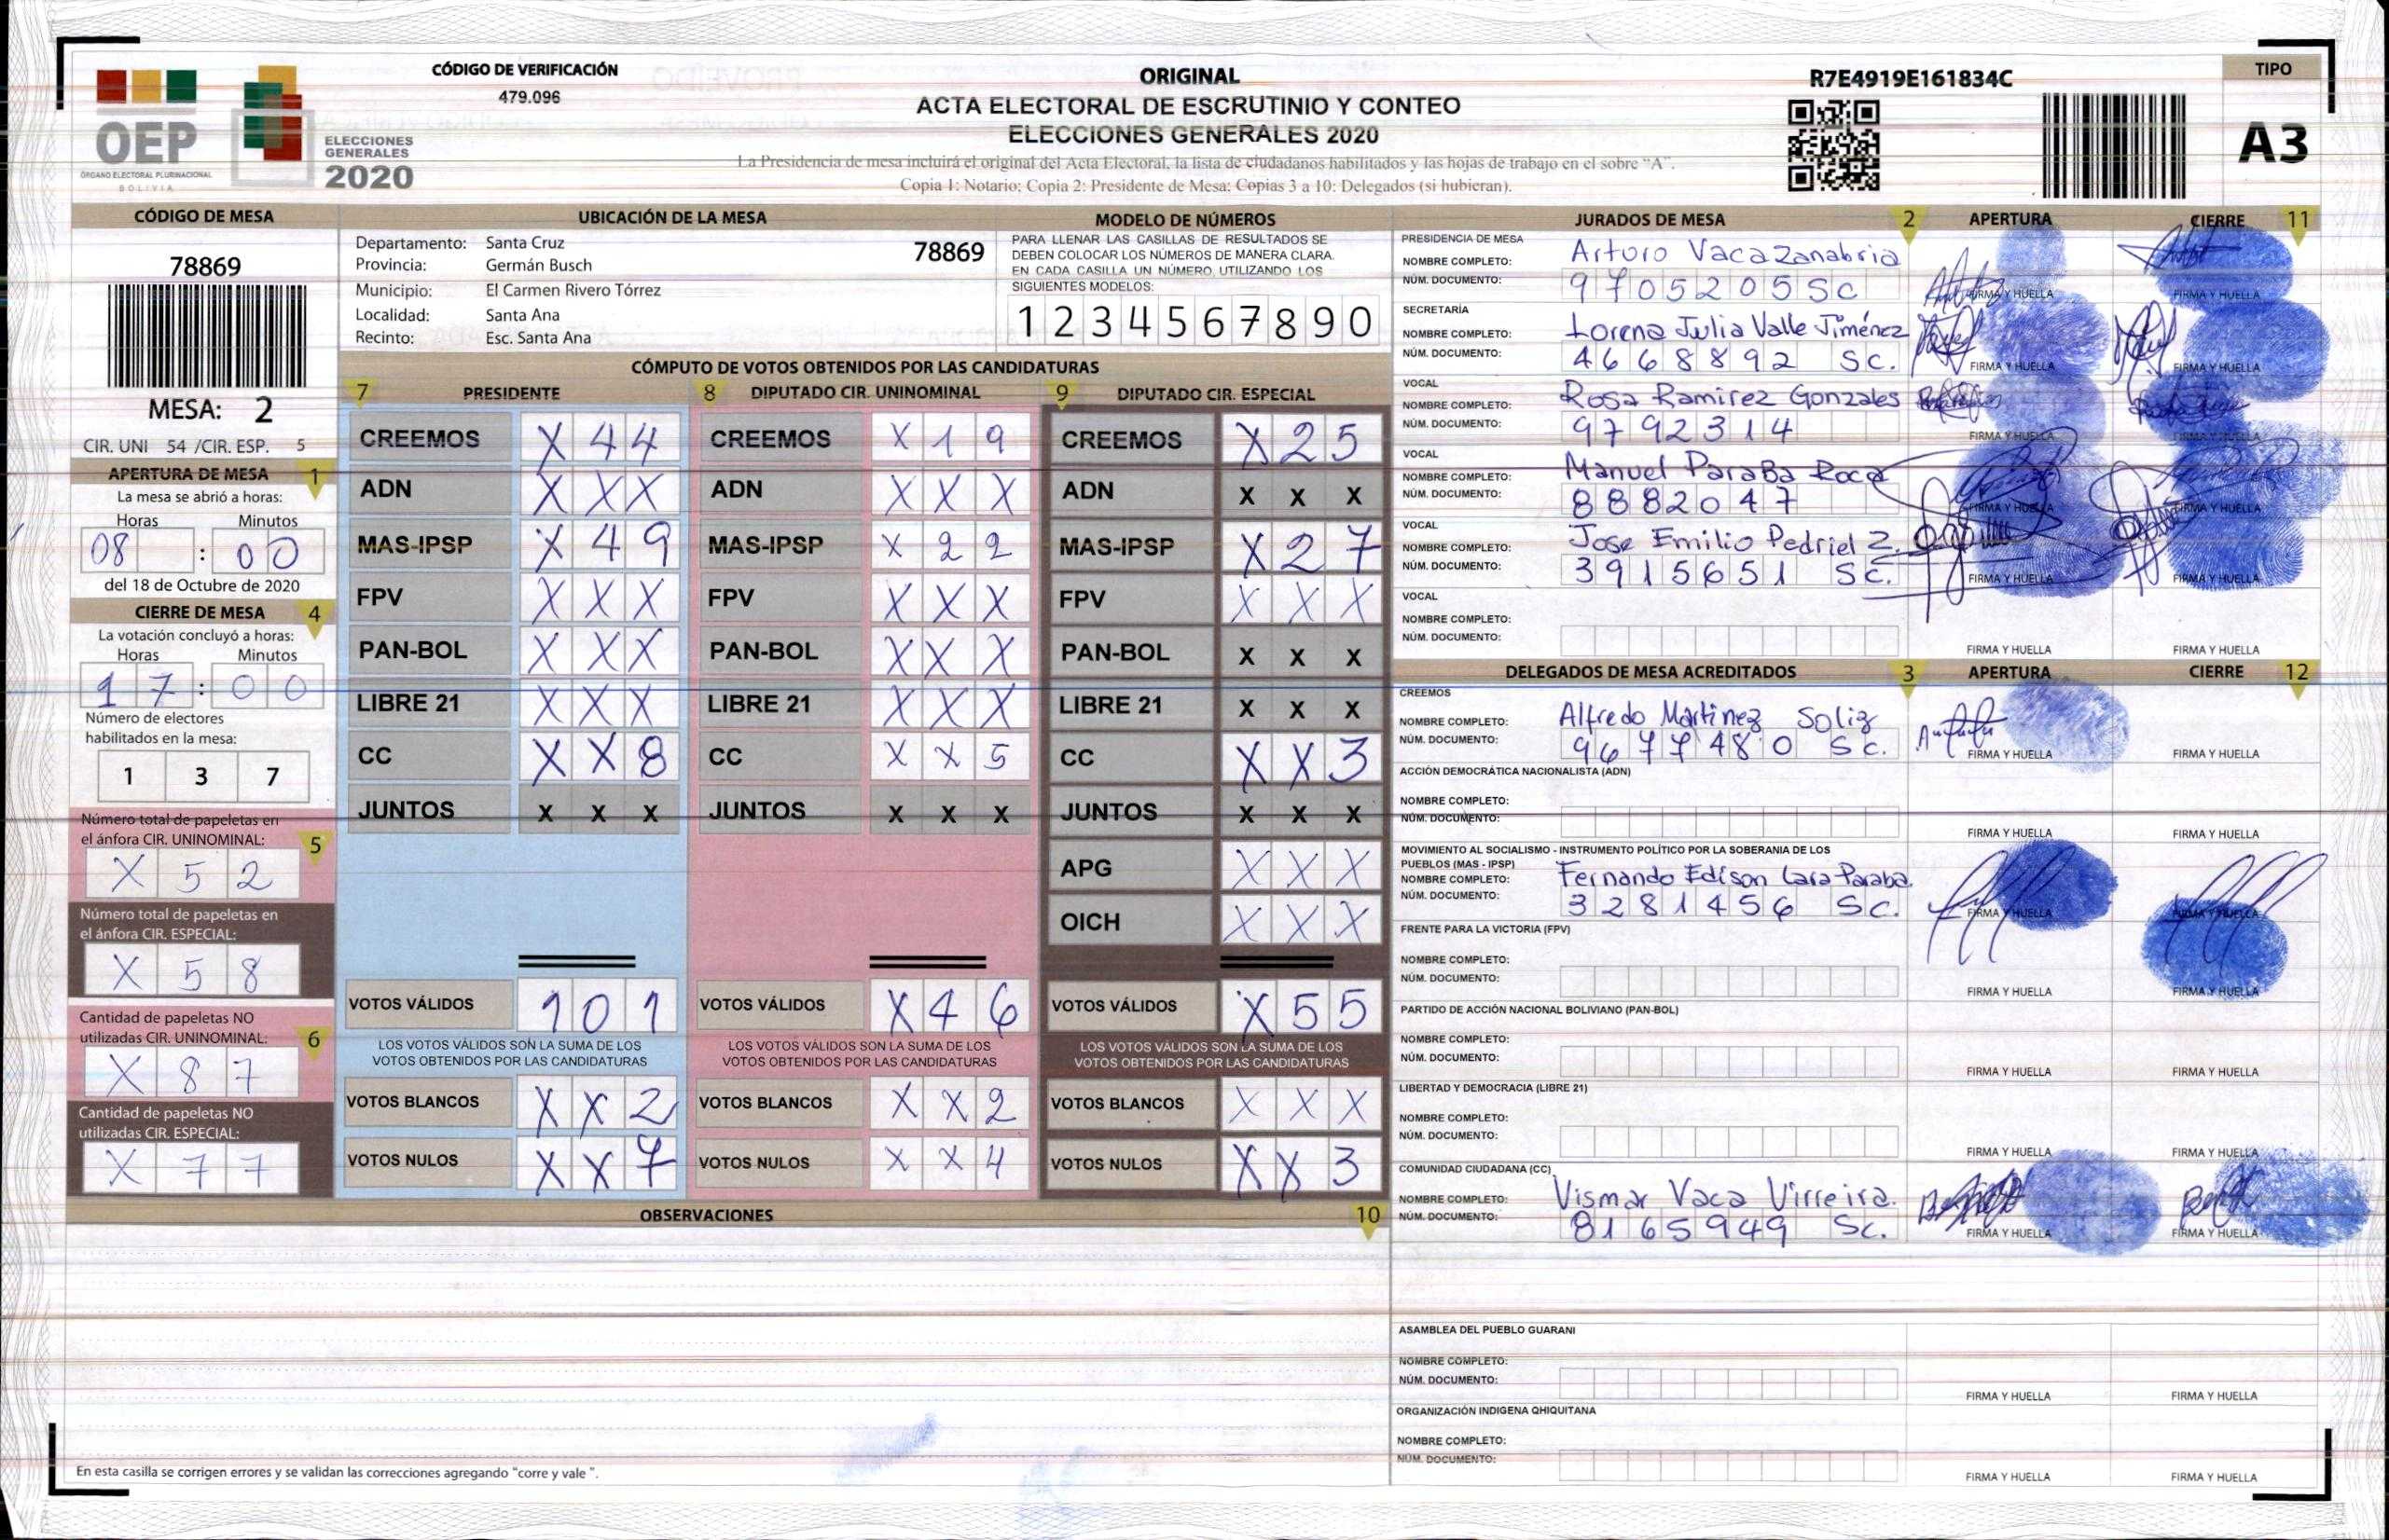 CÓDIGO DE VERIFICACIÓN
479.096
OEP
ÓRGANO ELECTORAL PLURINACIONAL
BOLIVIA
ELECCIONES
GENERALES
2020
ORIGINAL
ACTA ELECTORAL DE ESCRUTINIO Y CONTEO
ELECCIONES GENERALES 2020
La Presidencia de mesa incluirá el original del Acta Electoral, la lista de ciudadanos habilitados y las hojas de trabajo en el sobre “A”.
Copia 1: Notario; Copia 2: Presidente de Mesa; Copias 3 a 10: Delegados (si hubieran).
R7E4919E161834C
TIPO
A3
CÓDIGO DE MESA
78869
MESA: 2
CIR. UNI 54 /CIR. ESP. 5
APERTURA DE MESA 1
La mesa se abrió a horas:
Horas Minutos
08 : 00
del 18 de Octubre de 2020
CIERRE DE MESA 4
La votación concluyó a horas:
Horas Minutos
17 : 00
Número de electores
habilitados en la mesa:
1 3 7
Número total de papeletas en
el ánfora CIR. UNINOMINAL: 5
X 5 2
Número total de papeletas en
el ánfora CIR. ESPECIAL:
X 5 8
Cantidad de papeletas NO
utilizadas CIR. UNINOMINAL: 6
X 8 7
Cantidad de papeletas NO
utilizadas CIR. ESPECIAL:
X 7 7
UBICACIÓN DE LA MESA
Departamento: Santa Cruz 78869
Provincia: Germán Busch
Municipio: El Carmen Rivero Tórrez
Localidad: Santa Ana
Recinto: Esc. Santa Ana
MODELO DE NÚMEROS
PARA LLENAR LAS CASILLAS DE RESULTADOS SE
DEBEN COLOCAR LOS NÚMEROS DE MANERA CLARA.
EN CADA CASILLA UN NÚMERO, UTILIZANDO LOS
SIGUIENTES MODELOS:
1 2 3 4 5 6 7 8 9 0
CÓMPUTO DE VOTOS OBTENIDOS POR LAS CANDIDATURAS
7 PRESIDENTE
CREEMOS X 4 4
ADN X X X
MAS-IPSP X 4 9
FPV X X X
PAN-BOL X X X
LIBRE 21 X X X
CC X X 8
JUNTOS X X X
VOTOS VÁLIDOS 1 0 1
LOS VOTOS VÁLIDOS SON LA SUMA DE LOS
VOTOS OBTENIDOS POR LAS CANDIDATURAS
VOTOS BLANCOS X X 2
VOTOS NULOS X X 7
8 DIPUTADO CIR. UNINOMINAL
CREEMOS X 1 9
ADN X X X
MAS-IPSP X 2 2
FPV X X X
PAN-BOL X X X
LIBRE 21 X X X
CC X X 5
JUNTOS X X X
VOTOS VÁLIDOS X 4 6
LOS VOTOS VÁLIDOS SON LA SUMA DE LOS
VOTOS OBTENIDOS POR LAS CANDIDATURAS
VOTOS BLANCOS X X 2
VOTOS NULOS X X 4
9 DIPUTADO CIR. ESPECIAL
CREEMOS X 2 5
ADN X X X
MAS-IPSP X 2 7
FPV X X X
PAN-BOL X X X
LIBRE 21 X X X
CC X X 3
JUNTOS X X X
APG X X X
OICH X X X
VOTOS VÁLIDOS X 5 5
LOS VOTOS VÁLIDOS SON LA SUMA DE LOS
VOTOS OBTENIDOS POR LAS CANDIDATURAS
VOTOS BLANCOS X X X
VOTOS NULOS X X 3
OBSERVACIONES 10
En esta casilla se corrigen errores y se validan las correcciones agregando “corre y vale ”.
JURADOS DE MESA 2 APERTURA CIERRE 11
PRESIDENCIA DE MESA
NOMBRE COMPLETO: Arturo Vaca Zanabria
NÚM. DOCUMENTO: 9705205 SC
FIRMA Y HUELLA FIRMA Y HUELLA
SECRETARÍA
NOMBRE COMPLETO: Lorena Julia Valle Jiménez
NÚM. DOCUMENTO: 4668892 SC.
FIRMA Y HUELLA FIRMA Y HUELLA
VOCAL
NOMBRE COMPLETO: Rosa Ramirez Gonzales
NÚM. DOCUMENTO: 9792314
FIRMA Y HUELLA FIRMA Y HUELLA
VOCAL
NOMBRE COMPLETO: Manuel ParaBa Roca
NÚM. DOCUMENTO: 8882047
FIRMA Y HUELLA FIRMA Y HUELLA
VOCAL
NOMBRE COMPLETO: Jose Emilio Pedriel Z.
NÚM. DOCUMENTO: 3915651 SC.
FIRMA Y HUELLA FIRMA Y HUELLA
VOCAL
NOMBRE COMPLETO:
NÚM. DOCUMENTO:
FIRMA Y HUELLA FIRMA Y HUELLA
DELEGADOS DE MESA ACREDITADOS 3 APERTURA CIERRE 12
CREEMOS
NOMBRE COMPLETO: Alfredo Martinez Soliz
NÚM. DOCUMENTO: 9677480 SC.
FIRMA Y HUELLA FIRMA Y HUELLA
ACCIÓN DEMOCRÁTICA NACIONALISTA (ADN)
NOMBRE COMPLETO:
NÚM. DOCUMENTO:
FIRMA Y HUELLA FIRMA Y HUELLA
MOVIMIENTO AL SOCIALISMO - INSTRUMENTO POLÍTICO POR LA SOBERANIA DE LOS
PUEBLOS (MAS - IPSP)
NOMBRE COMPLETO: Fernando Edison Lara Paraba.
NÚM. DOCUMENTO: 3281456 SC.
FIRMA Y HUELLA FIRMA Y HUELLA
FRENTE PARA LA VICTORIA (FPV)
NOMBRE COMPLETO:
NÚM. DOCUMENTO:
FIRMA Y HUELLA FIRMA Y HUELLA
PARTIDO DE ACCIÓN NACIONAL BOLIVIANO (PAN-BOL)
NOMBRE COMPLETO:
NÚM. DOCUMENTO:
FIRMA Y HUELLA FIRMA Y HUELLA
LIBERTAD Y DEMOCRACIA (LIBRE 21)
NOMBRE COMPLETO:
NÚM. DOCUMENTO:
FIRMA Y HUELLA FIRMA Y HUELLA
COMUNIDAD CIUDADANA (CC)
NOMBRE COMPLETO: Vismar Vaca Virreira.
NÚM. DOCUMENTO: 8165949 SC.
FIRMA Y HUELLA FIRMA Y HUELLA
ASAMBLEA DEL PUEBLO GUARANI
NOMBRE COMPLETO:
NÚM. DOCUMENTO:
FIRMA Y HUELLA FIRMA Y HUELLA
ORGANIZACIÓN INDIGENA QHIQUITANA
NOMBRE COMPLETO:
NÚM. DOCUMENTO:
FIRMA Y HUELLA FIRMA Y HUELLA